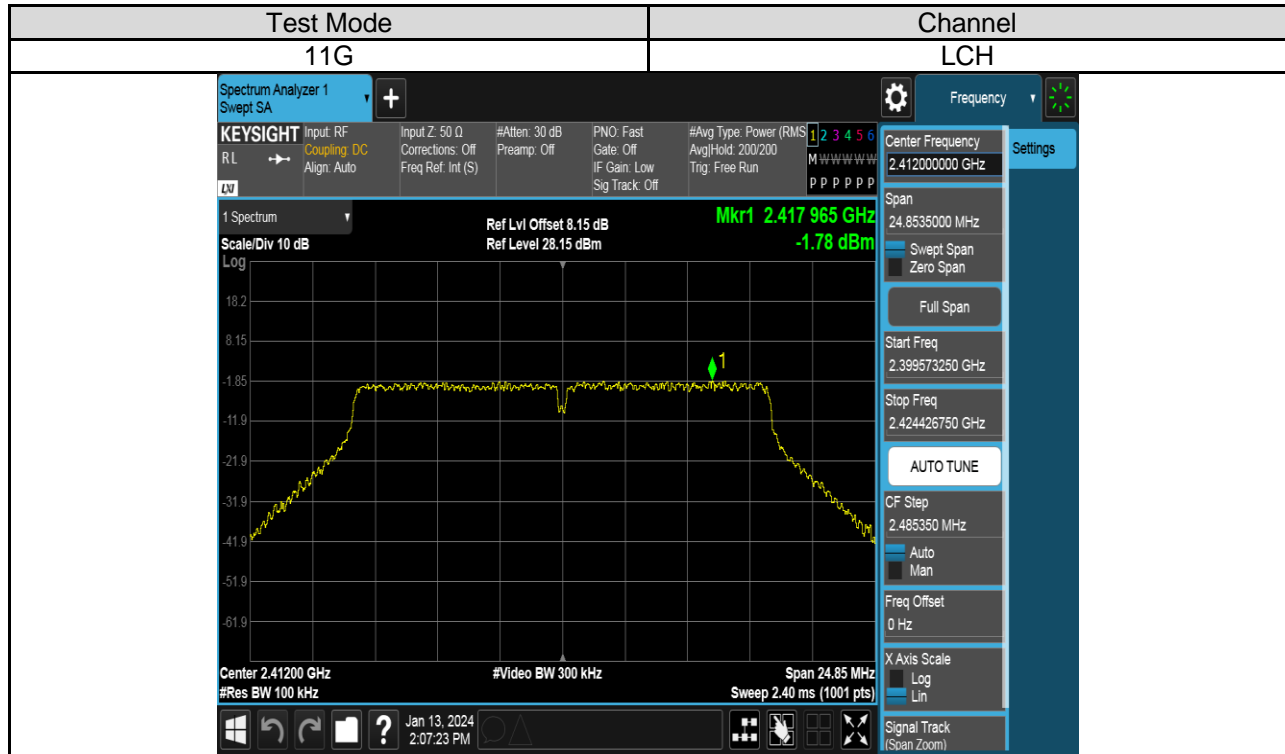 Test Mode Channel
11G LCH
Spectrum Analyzer 1
Swept SA
+
Frequency
KEYSIGHT Input: RF Input Z: 50 Ω #Atten: 30 dB PNO: Fast #Avg Type: Power (RMS 1 2 3 4 5 6
RL Coupling: DC Corrections: Off Preamp: Off Gate: Off Avg|Hold: 200/200 M W W W W W
Align: Auto Freq Ref: Int (S) IF Gain: Low Trig: Free Run
LXI Sig Track: Off P P P P P P
1 Spectrum
Ref Lvl Offset 8.15 dB
Mkr1 2.417 965 GHz
Scale/Div 10 dB Ref Level 28.15 dBm -1.78 dBm
Log
18.2
8.15
1
-1.85
-11.9
-21.9
-31.9
-41.9
-51.9
-61.9
Center 2.41200 GHz #Video BW 300 kHz Span 24.85 MHz
#Res BW 100 kHz Sweep 2.40 ms (1001 pts)
? Jan 13, 2024
2:07:23 PM
Center Frequency
2.412000000 GHz
Settings
Span
24.8535000 MHz
Swept Span
Zero Span
Full Span
Start Freq
2.399573250 GHz
Stop Freq
2.424426750 GHz
AUTO TUNE
CF Step
2.485350 MHz
Auto
Man
Freq Offset
0 Hz
X Axis Scale
Log
Lin
Signal Track
(Span Zoom)